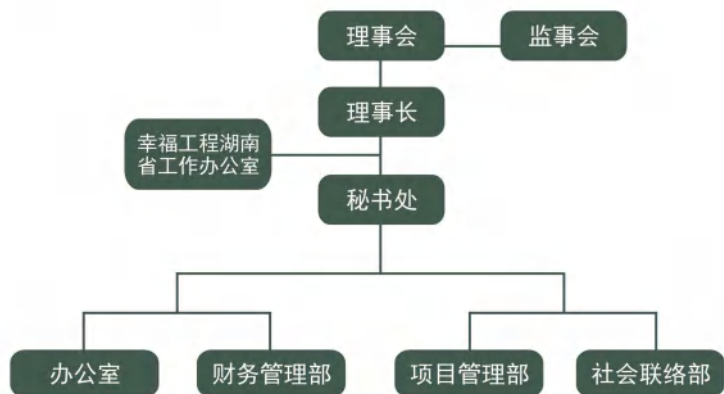 理事会
监事会
理事长
幸福工程湖南
省工作办公室
秘书处
办公室
财务管理部
项目管理部
社会联络部